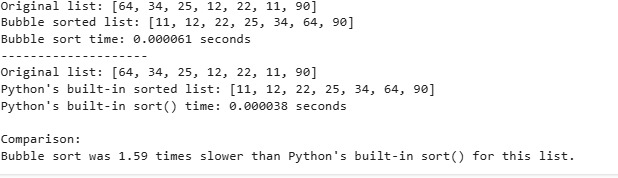 Original list: [64, 34, 25, 12, 22, 11, 90]
Bubble sorted list: [11, 12, 22, 25, 34, 64, 90]
Bubble sort time: 0.000061 seconds
--------------------
Original list: [64, 34, 25, 12, 22, 11, 90]
Python's built-in sorted list: [11, 12, 22, 25, 34, 64, 90]
Python's built-in sort() time: 0.000038 seconds
Comparison:
Bubble sort was 1.59 times slower than Python's built-in sort() for this list.